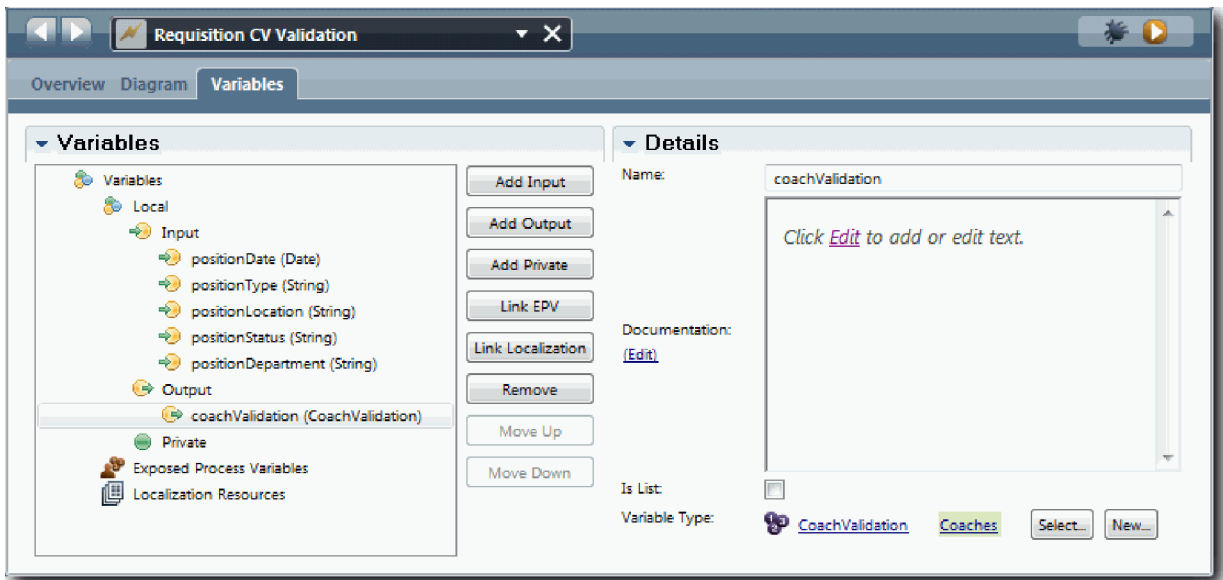 Requisition CV Validation
Overview Diagram Variables
Variables
Variables
Local
Input
positionDate (Date)
positionType (String)
positionLocation (String)
positionStatus (String)
positionDepartment (String)
Output
coachValidation (CoachValidation)
Private
Exposed Process Variables
Localization Resources
Add Input
Add Output
Add Private
Link EPV
Link Localization
Remove
Move Up
Move Down
Details
Name: coachValidation
Click Edit to add or edit text.
Documentation:
(Edit)
Is List:
Variable Type: CoachValidation Coaches Select... New...